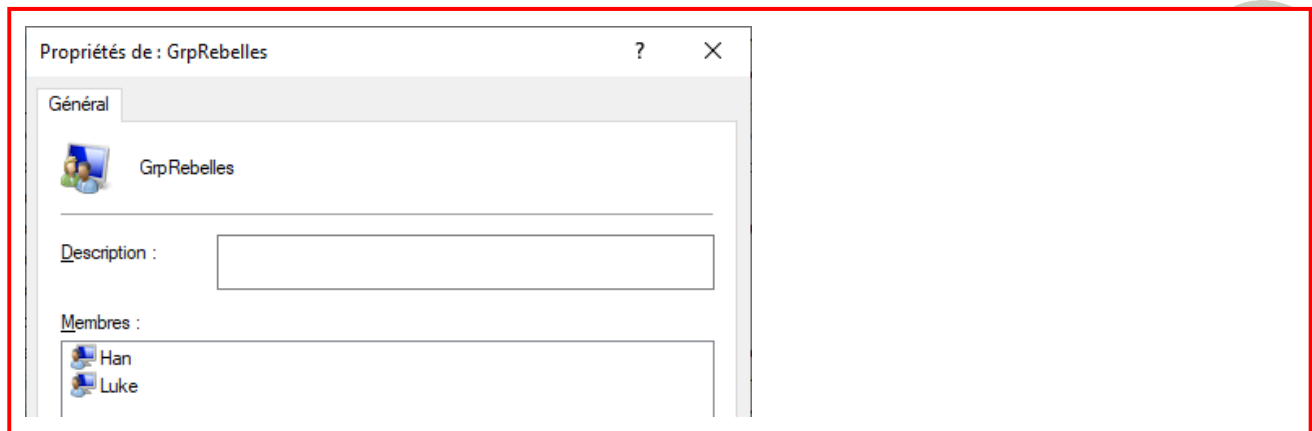 Propriétés de : GrpRebelles ? ×
Général
GrpRebelles
Description :
Membres :
Han
Luke